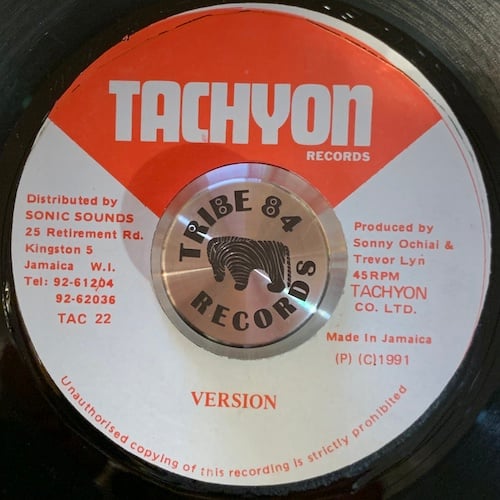 TACHYON
RECORDS
Distributed by
SONIC SOUNDS
25 Retirement Rd.
Kingston 5
Jamaica W.I.
Tel: 92-61204
92-62036
TAC 22
TRIBE 84
RECORDS
Produced by
Sonny Ochiai &
Trevor Lyn
45RPM
TACHYON
CO. LTD.
Made In Jamaica
(P) (C)1991
VERSION
Unauthorised copying of this recording is strictly prohibited